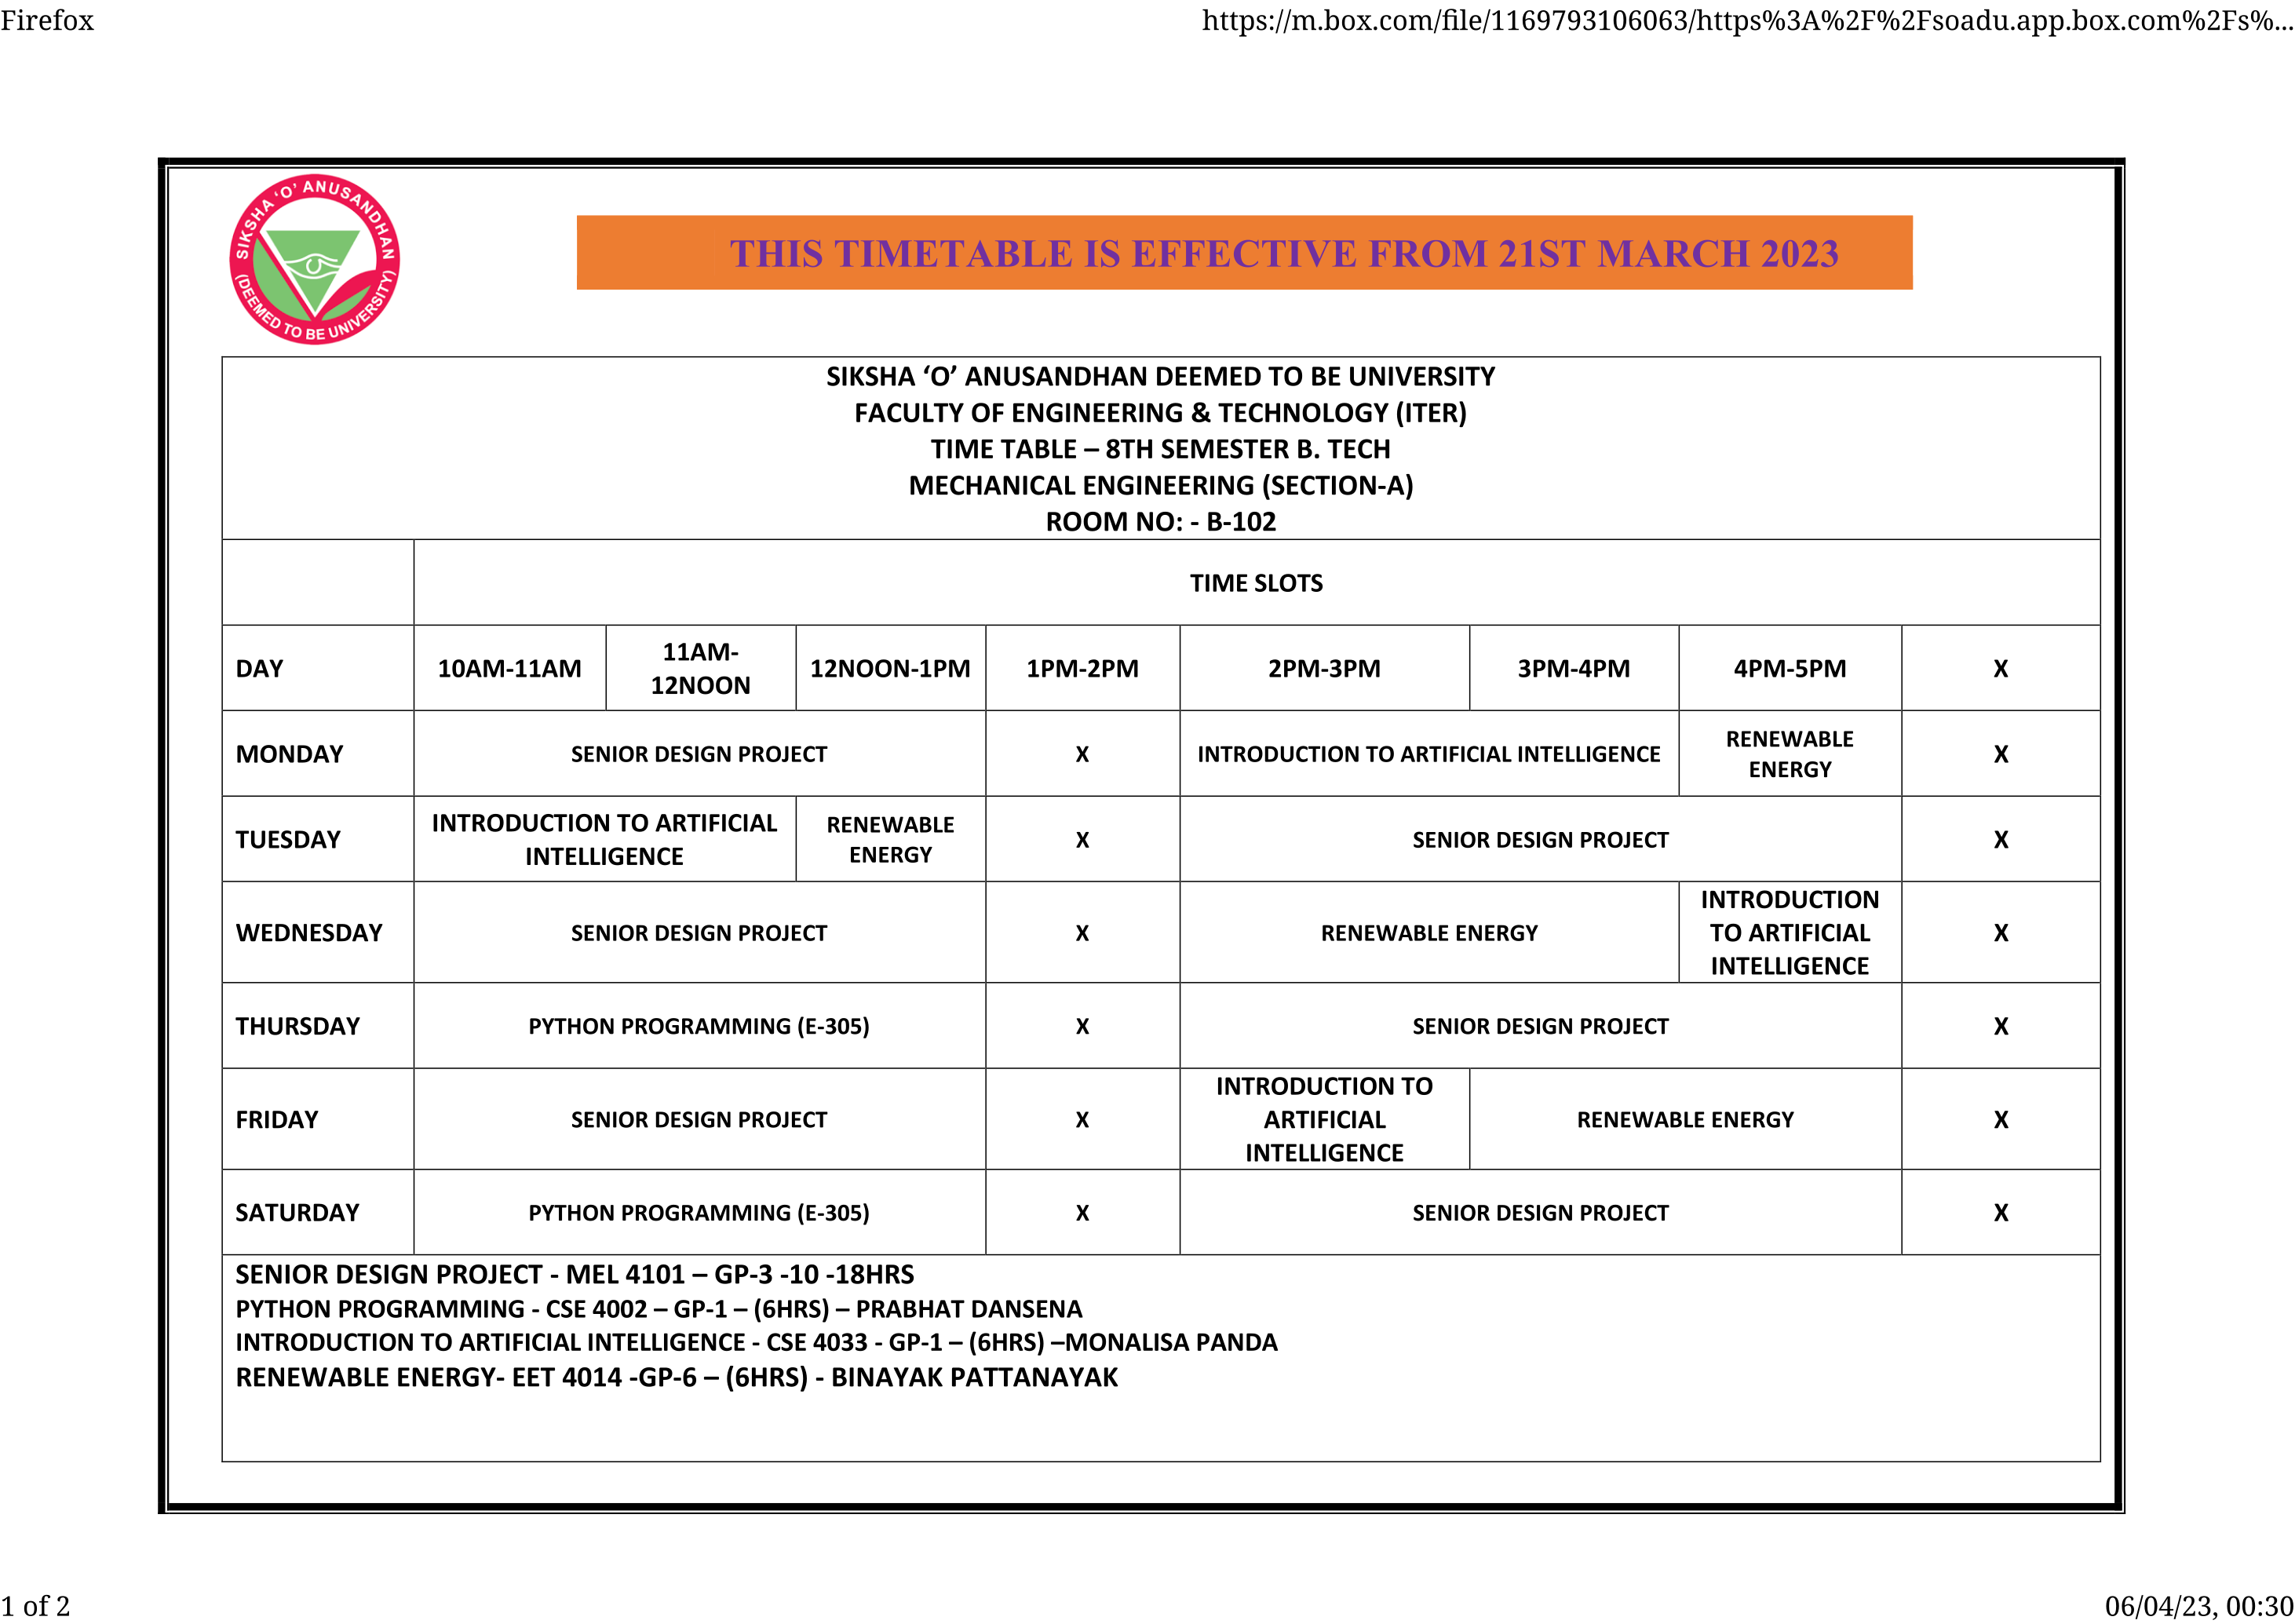 Firefox
https://m.box.com/file/1169793106063/https%3A%2F%2Fsoadu.app.box.com%2Fs%...
SIKSHA 'O' ANUSANDHAN
(DEEMED TO BE UNIVERSITY)
THIS TIMETABLE IS EFFECTIVE FROM 21ST MARCH 2023
SIKSHA ‘O’ ANUSANDHAN DEEMED TO BE UNIVERSITY
FACULTY OF ENGINEERING & TECHNOLOGY (ITER)
TIME TABLE – 8TH SEMESTER B. TECH
MECHANICAL ENGINEERING (SECTION-A)
ROOM NO: - B-102
TIME SLOTS
DAY
10AM-11AM
11AM-
12NOON
12NOON-1PM
1PM-2PM
2PM-3PM
3PM-4PM
4PM-5PM
X
MONDAY
SENIOR DESIGN PROJECT
X
INTRODUCTION TO ARTIFICIAL INTELLIGENCE
RENEWABLE
ENERGY
X
TUESDAY
INTRODUCTION TO ARTIFICIAL
INTELLIGENCE
RENEWABLE
ENERGY
X
SENIOR DESIGN PROJECT
X
WEDNESDAY
SENIOR DESIGN PROJECT
X
RENEWABLE ENERGY
INTRODUCTION
TO ARTIFICIAL
INTELLIGENCE
X
THURSDAY
PYTHON PROGRAMMING (E-305)
X
SENIOR DESIGN PROJECT
X
FRIDAY
SENIOR DESIGN PROJECT
X
INTRODUCTION TO
ARTIFICIAL
INTELLIGENCE
RENEWABLE ENERGY
X
SATURDAY
PYTHON PROGRAMMING (E-305)
X
SENIOR DESIGN PROJECT
X
SENIOR DESIGN PROJECT - MEL 4101 – GP-3 -10 -18HRS
PYTHON PROGRAMMING - CSE 4002 – GP-1 – (6HRS) – PRABHAT DANSENA
INTRODUCTION TO ARTIFICIAL INTELLIGENCE - CSE 4033 - GP-1 – (6HRS) –MONALISA PANDA
RENEWABLE ENERGY- EET 4014 -GP-6 – (6HRS) - BINAYAK PATTANAYAK
1 of 2
06/04/23, 00:30